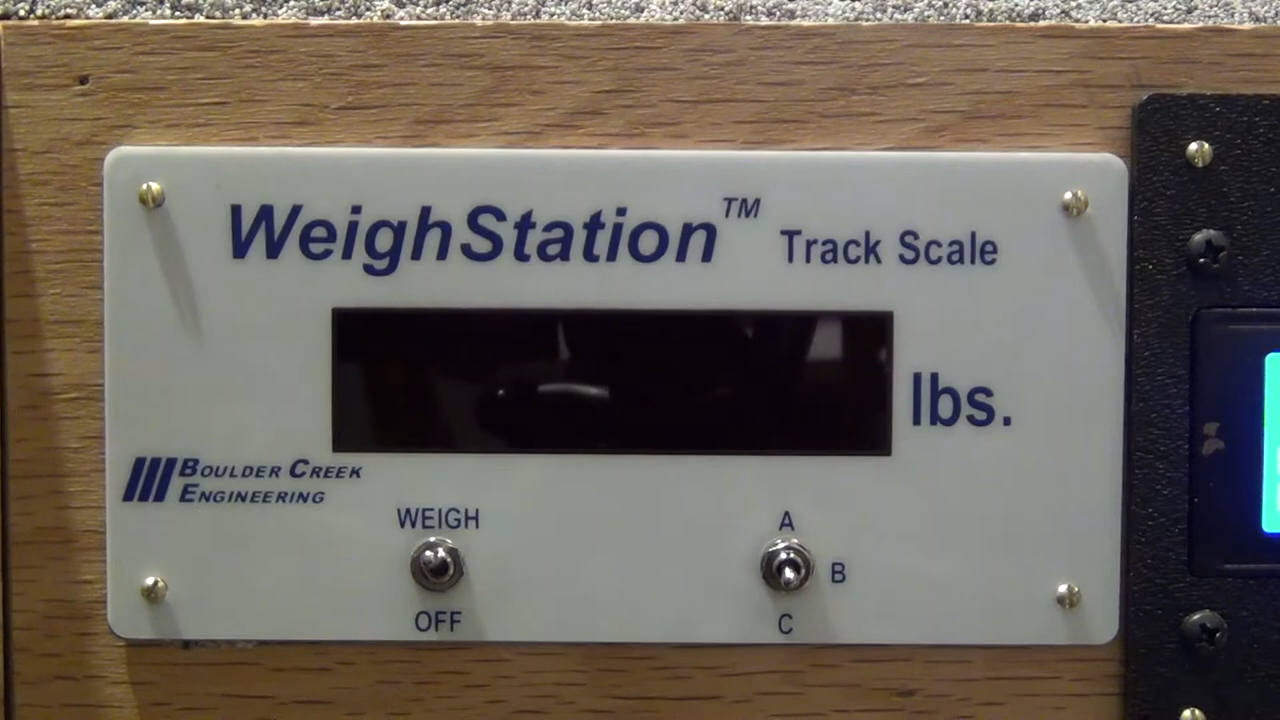 WeighStation™ Track Scale
lbs.
BOULDER CREEK
ENGINEERING
WEIGH
OFF
A
B
C